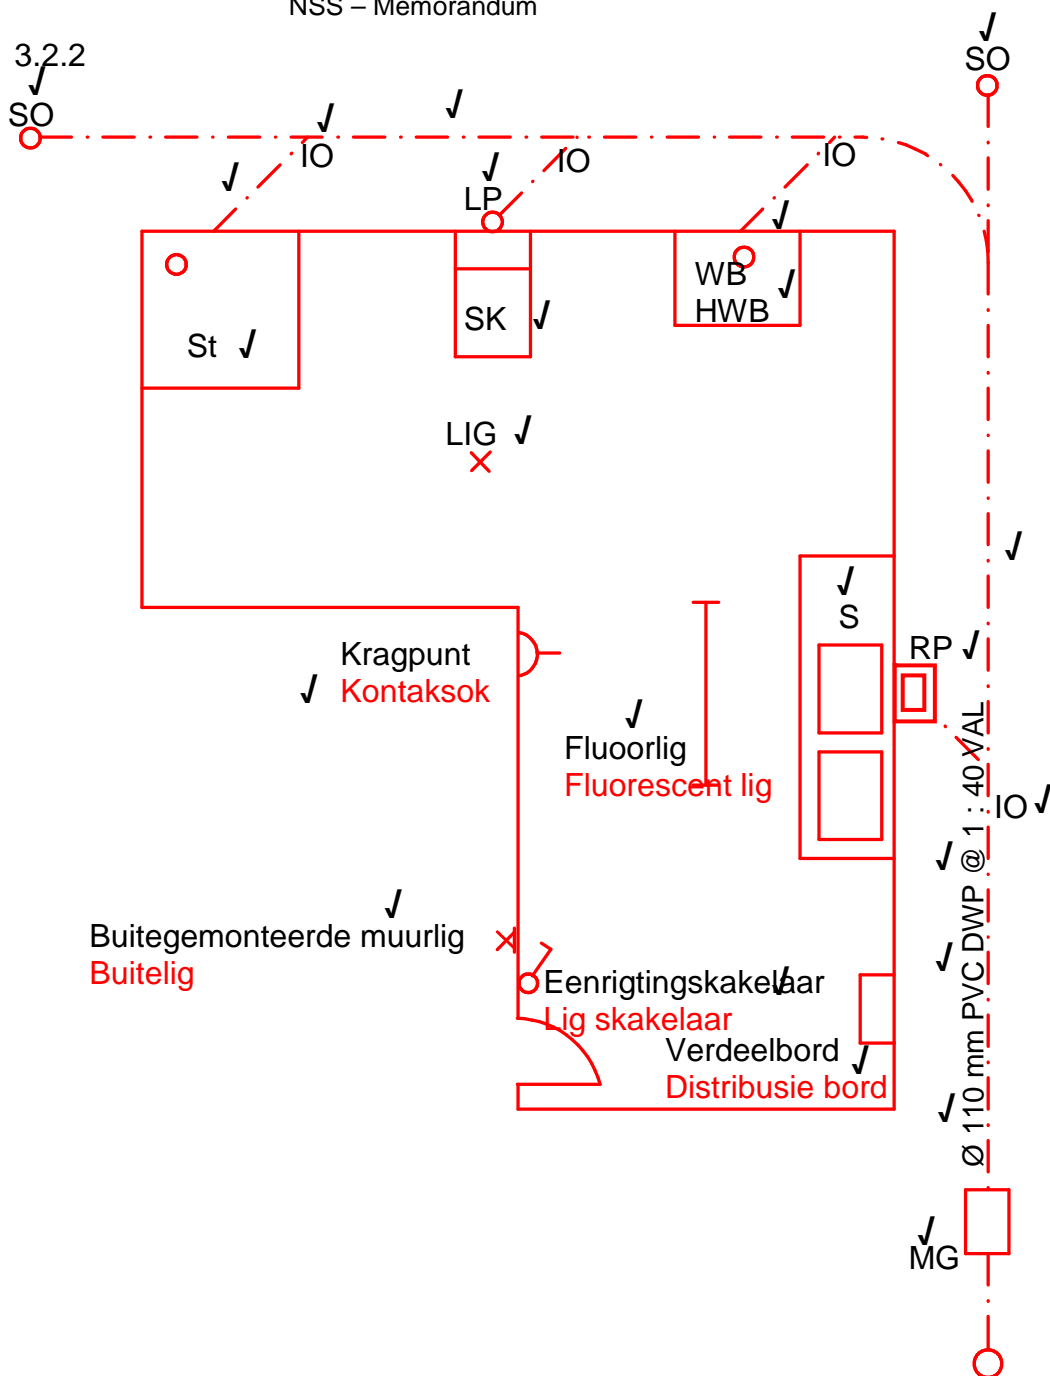 NSS – Memorandum
3.2.2
SO
SO
IO
IO
IO
LP
WB
HWB
SK
St
LIG
S
Kragpunt
Kontaksok
RP
Fluoorlig
Fluorescent lig
IO
Ø 110 mm PVC DWP @ 1 : 40 VAL
Buitegemonteerde muurlig
Buitelig
Eenrigtingskakelaar
Lig skakelaar
Verdeelbord
Distribusie bord
MG